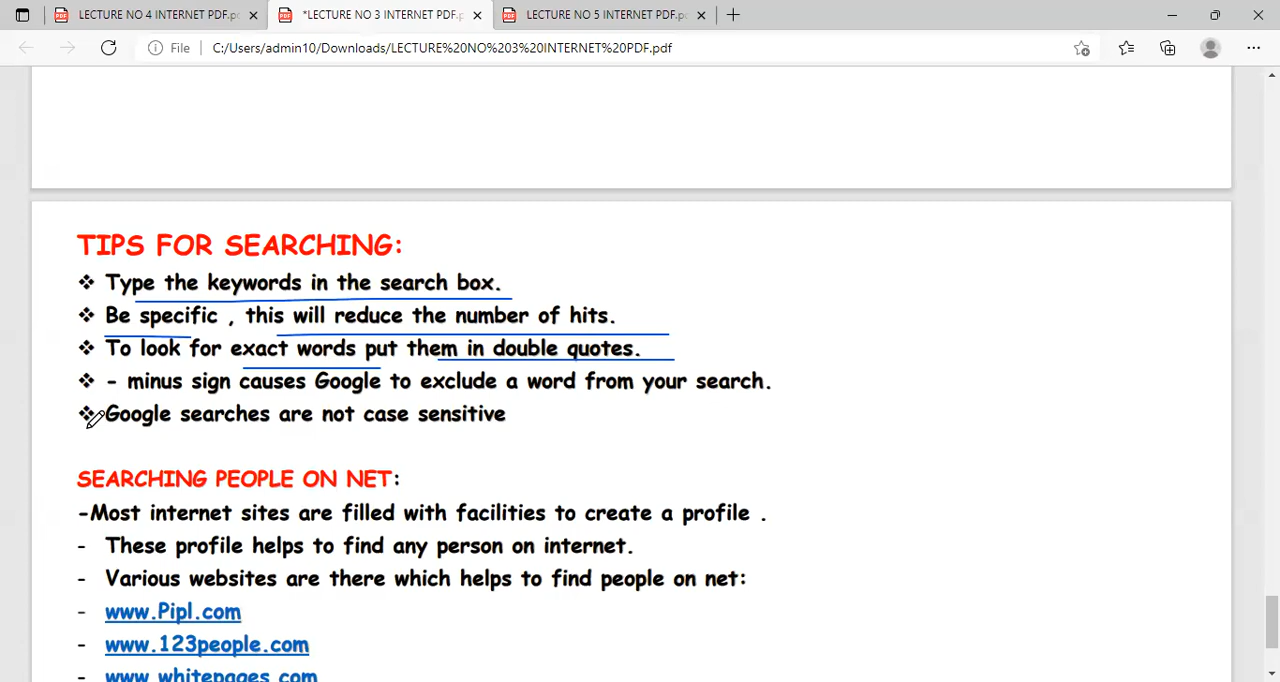 LECTURE NO 4 INTERNET PDF.p
*LECTURE NO 3 INTERNET PDF.p
LECTURE NO 5 INTERNET PDF.p
File C:/Users/admin10/Downloads/LECTURE%20NO%203%20INTERNET%20PDF.pdf
TIPS FOR SEARCHING:
❖ Type the keywords in the search box.
❖ Be specific , this will reduce the number of hits.
❖ To look for exact words put them in double quotes.
❖ - minus sign causes Google to exclude a word from your search.
❖ Google searches are not case sensitive
SEARCHING PEOPLE ON NET:
-Most internet sites are filled with facilities to create a profile .
- These profile helps to find any person on internet.
- Various websites are there which helps to find people on net:
- www.Pipl.com
- www.123people.com
- www.whitepages.com